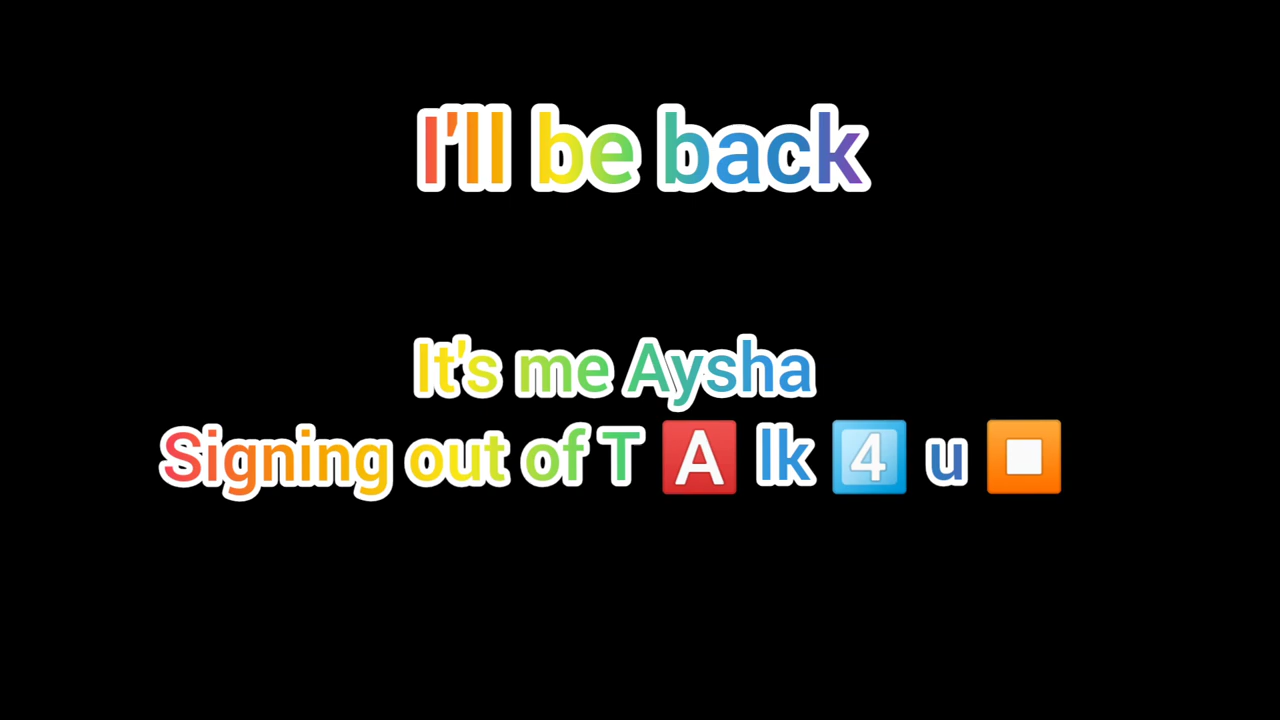 I'll be back
It's me Aysha
Signing out of T 🅰 lk 4️⃣ u ⏹